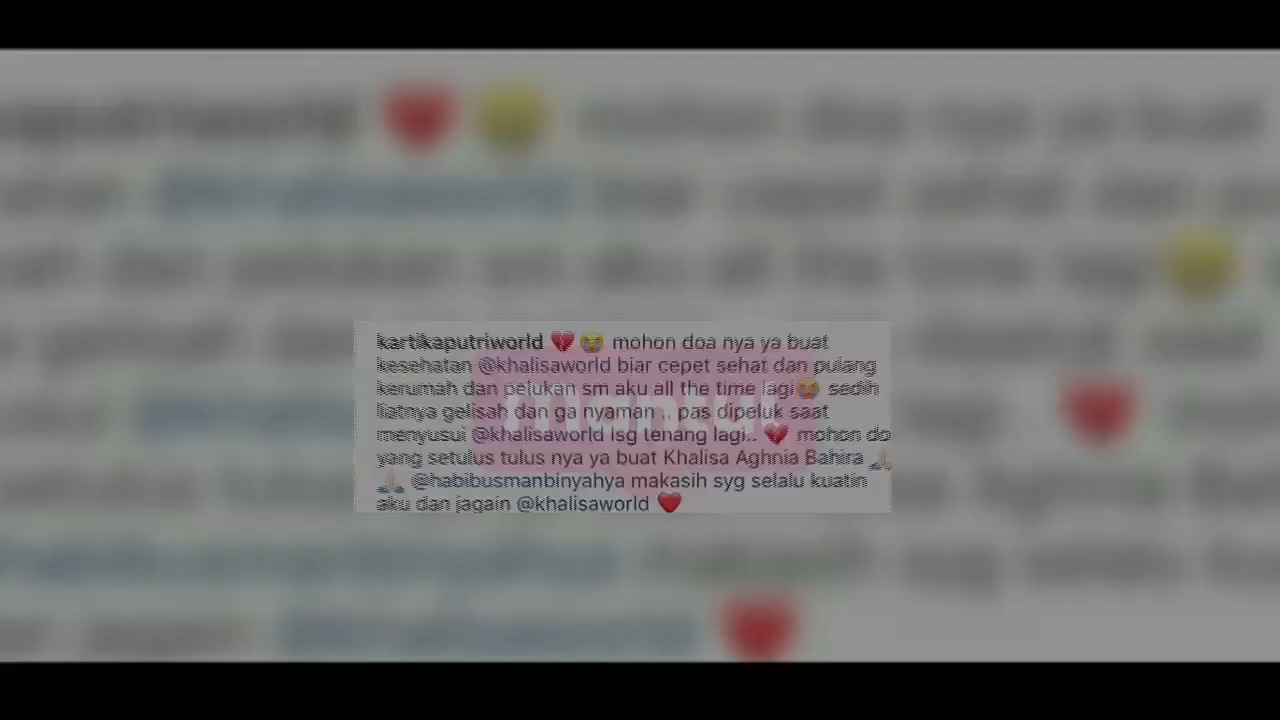 kartikaputriworld 💔😭 mohon doa nya ya buat
kesehatan @khalisaworld biar cepet sehat dan pulang
kerumah dan pelukan sm aku all the time lagi😭 sedih
liatnya gelisah dan ga nyaman .. pas dipeluk saat
menyusui @khalisaworld lsg tenang lagi.. 💔 mohon do
yang setulus tulus nya ya buat Khalisa Aghnia Bahira 🙏🏻
🙏🏻 @habibusmanbinyahya makasih syg selalu kuatin
aku dan jagain @khalisaworld ❤️